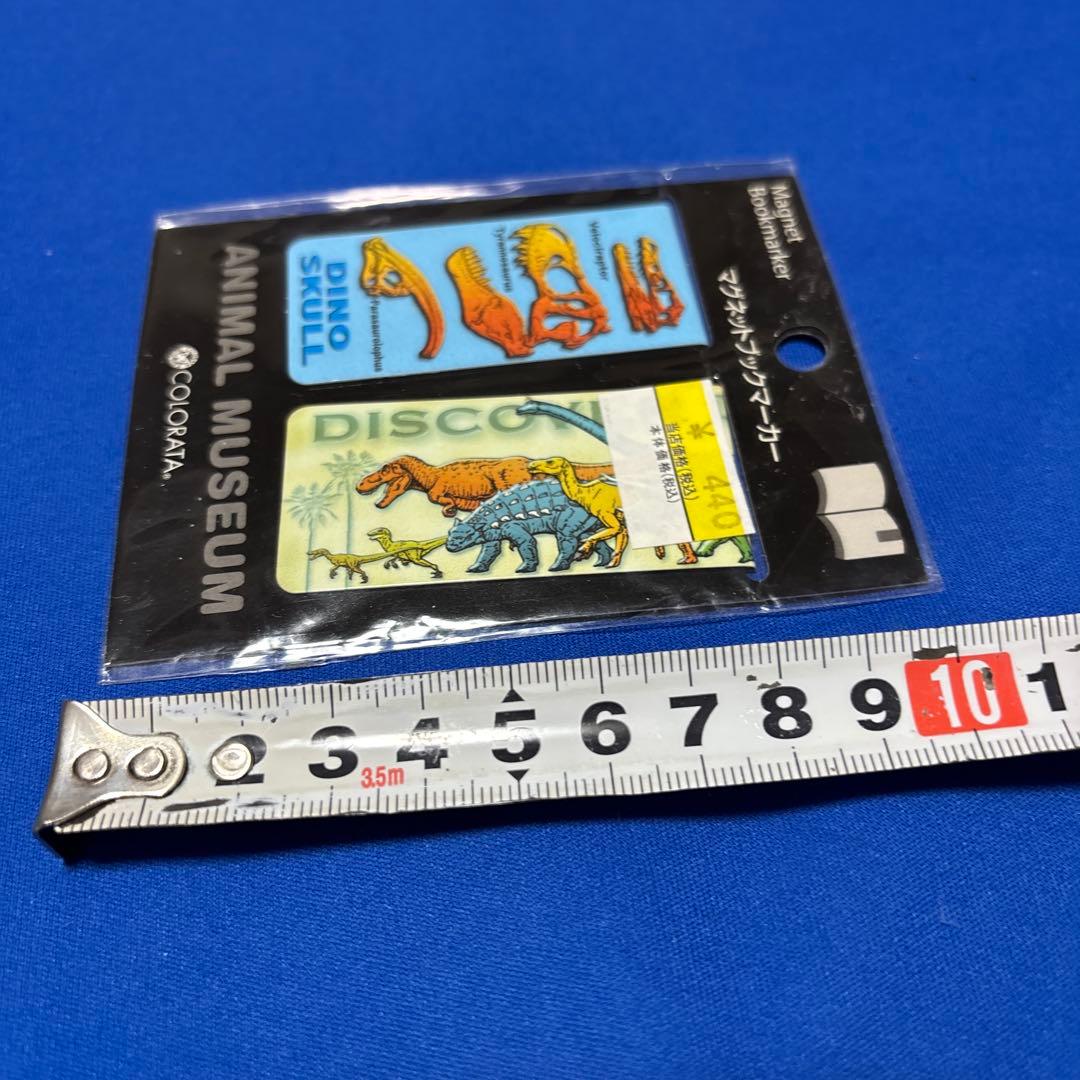 Magnet
Bookmarker
マグネットブックマーカー
Velociraptor
Tyrannosaurus
Parasaurolophus
DINO
SKULL
DISCOV
当店価格(税込)
本体価格(税込)
¥
440
ANIMAL MUSEUM
COLORATA®
2 3 4 5 6 7 8 9 10 1
3.5m